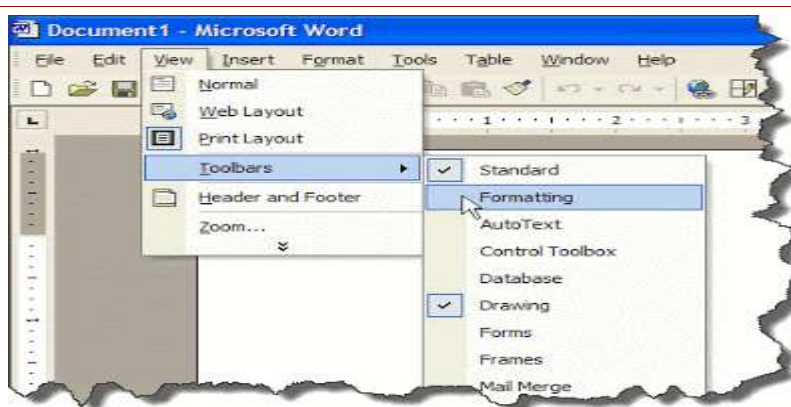 Document1 - Microsoft Word
File Edit View Insert Format Tools Table Window Help
Normal
Web Layout
Print Layout
Toolbars
Header and Footer
Zoom...
1 2 3
Standard
Formatting
AutoText
Control Toolbox
Database
Drawing
Forms
Frames
Mail Merge